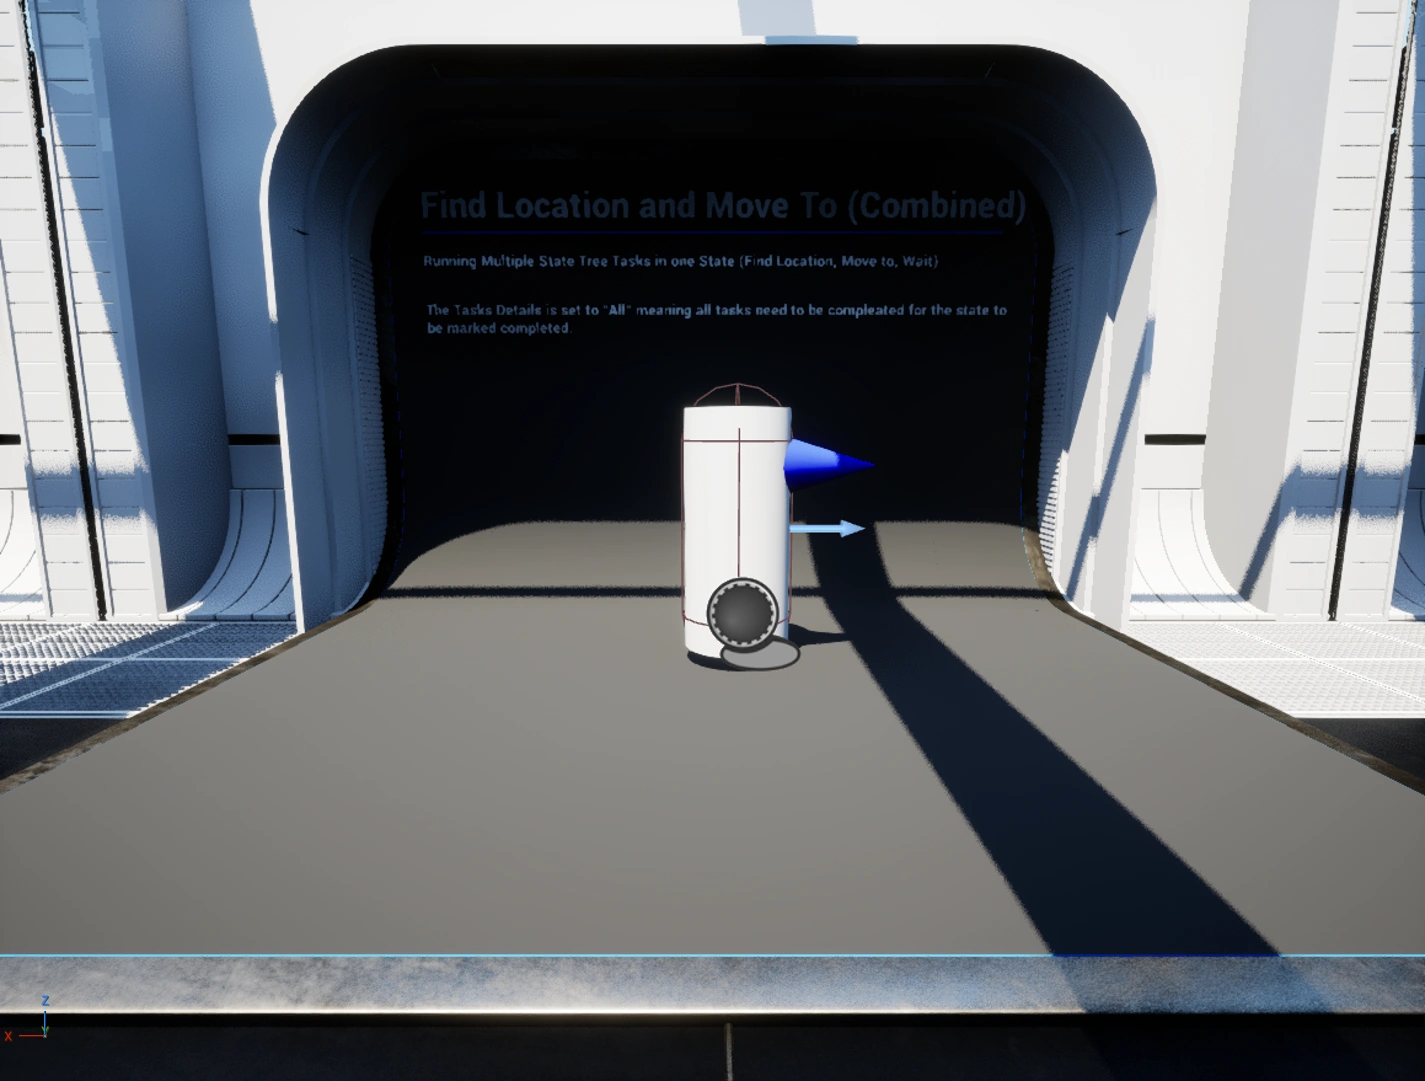 Find Location and Move To (Combined)
Running Multiple State Tree Tasks in one State (Find Location, Move to, Wait)
The Tasks Details is set to "All" meaning all tasks need to be compleated for the state to
be marked completed.
Z
X
Y